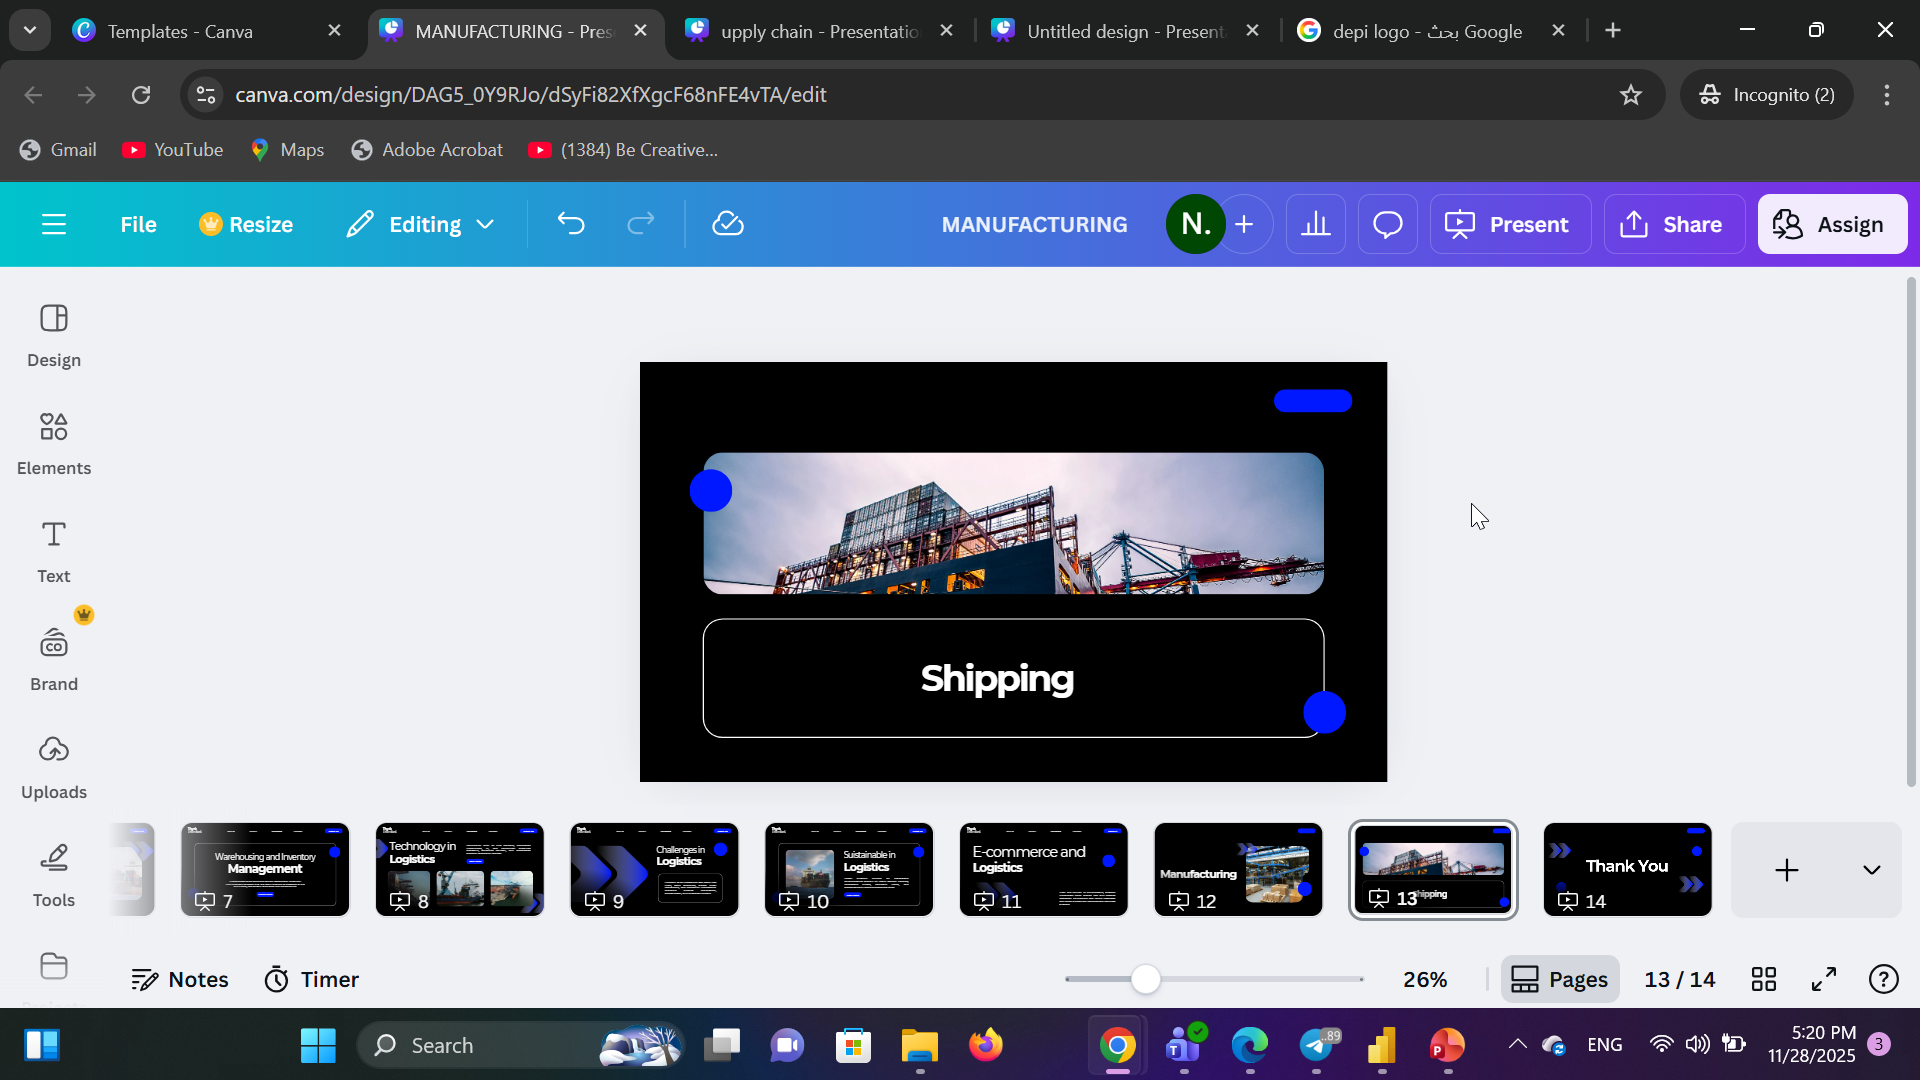 Templates - Canva
MANUFACTURING - Pres
upply chain - Presentatio
Untitled design - Present
depi logo - بحث Google
canva.com/design/DAG5_0Y9RJo/dSyFi82XfXgcF68nFE4vTA/edit
Incognito (2)
Gmail
YouTube
Maps
Adobe Acrobat
(1384) Be Creative...
File
Resize
Editing
MANUFACTURING
N.
Present
Share
Assign
Design
Elements
Text
Brand
Uploads
Tools
Shipping
Warehousing and Inventory
Management
7
Technology in
Logistics
8
Challenges in
Logistics
9
Suistainable in
Logistics
10
E-commerce and
Logistics
11
Manufacturing
12
Shipping
13
Thank You
14
Notes
Timer
26%
Pages
13 / 14
Search
..89
ENG
5:20 PM
11/28/2025
3